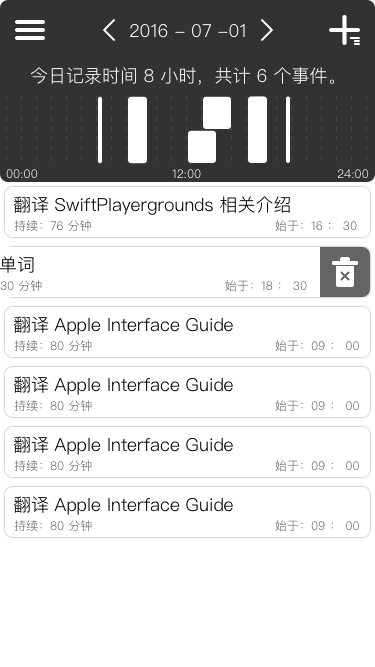 2016 - 07 -01
今日记录时间 8 小时，共计 6 个事件。
00:00 12:00 24:00
翻译 SwiftPlayergrounds 相关介绍
持续：76 分钟 始于：16 : 30
单词
30 分钟 始于：18 : 30
翻译 Apple Interface Guide
持续：80 分钟 始于：09 : 00
翻译 Apple Interface Guide
持续：80 分钟 始于：09 : 00
翻译 Apple Interface Guide
持续：80 分钟 始于：09 : 00
翻译 Apple Interface Guide
持续：80 分钟 始于：09 : 00